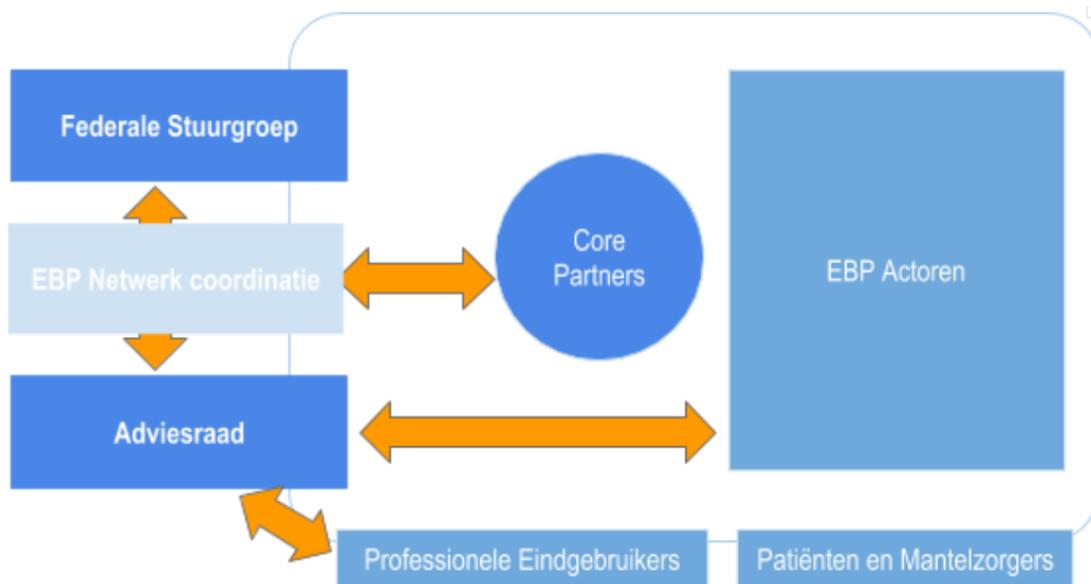 Federale Stuurgroep
EBP Netwerk coordinatie
Adviesraad
Core
Partners
EBP Actoren
Professionele Eindgebruikers
Patiënten en Mantelzorgers